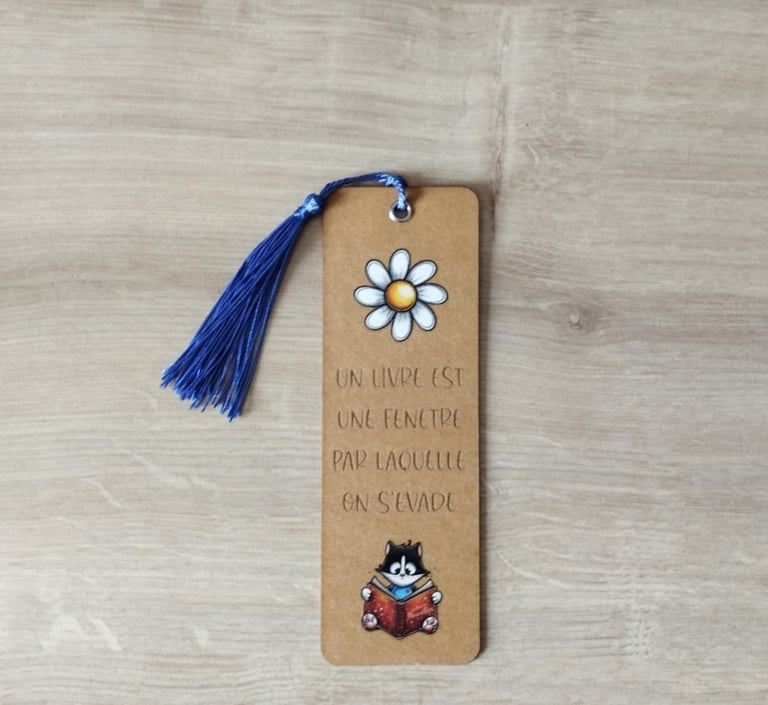 UN LIVRE EST
UNE FENETRE
PAR LAQUELLE
ON S'EVADE